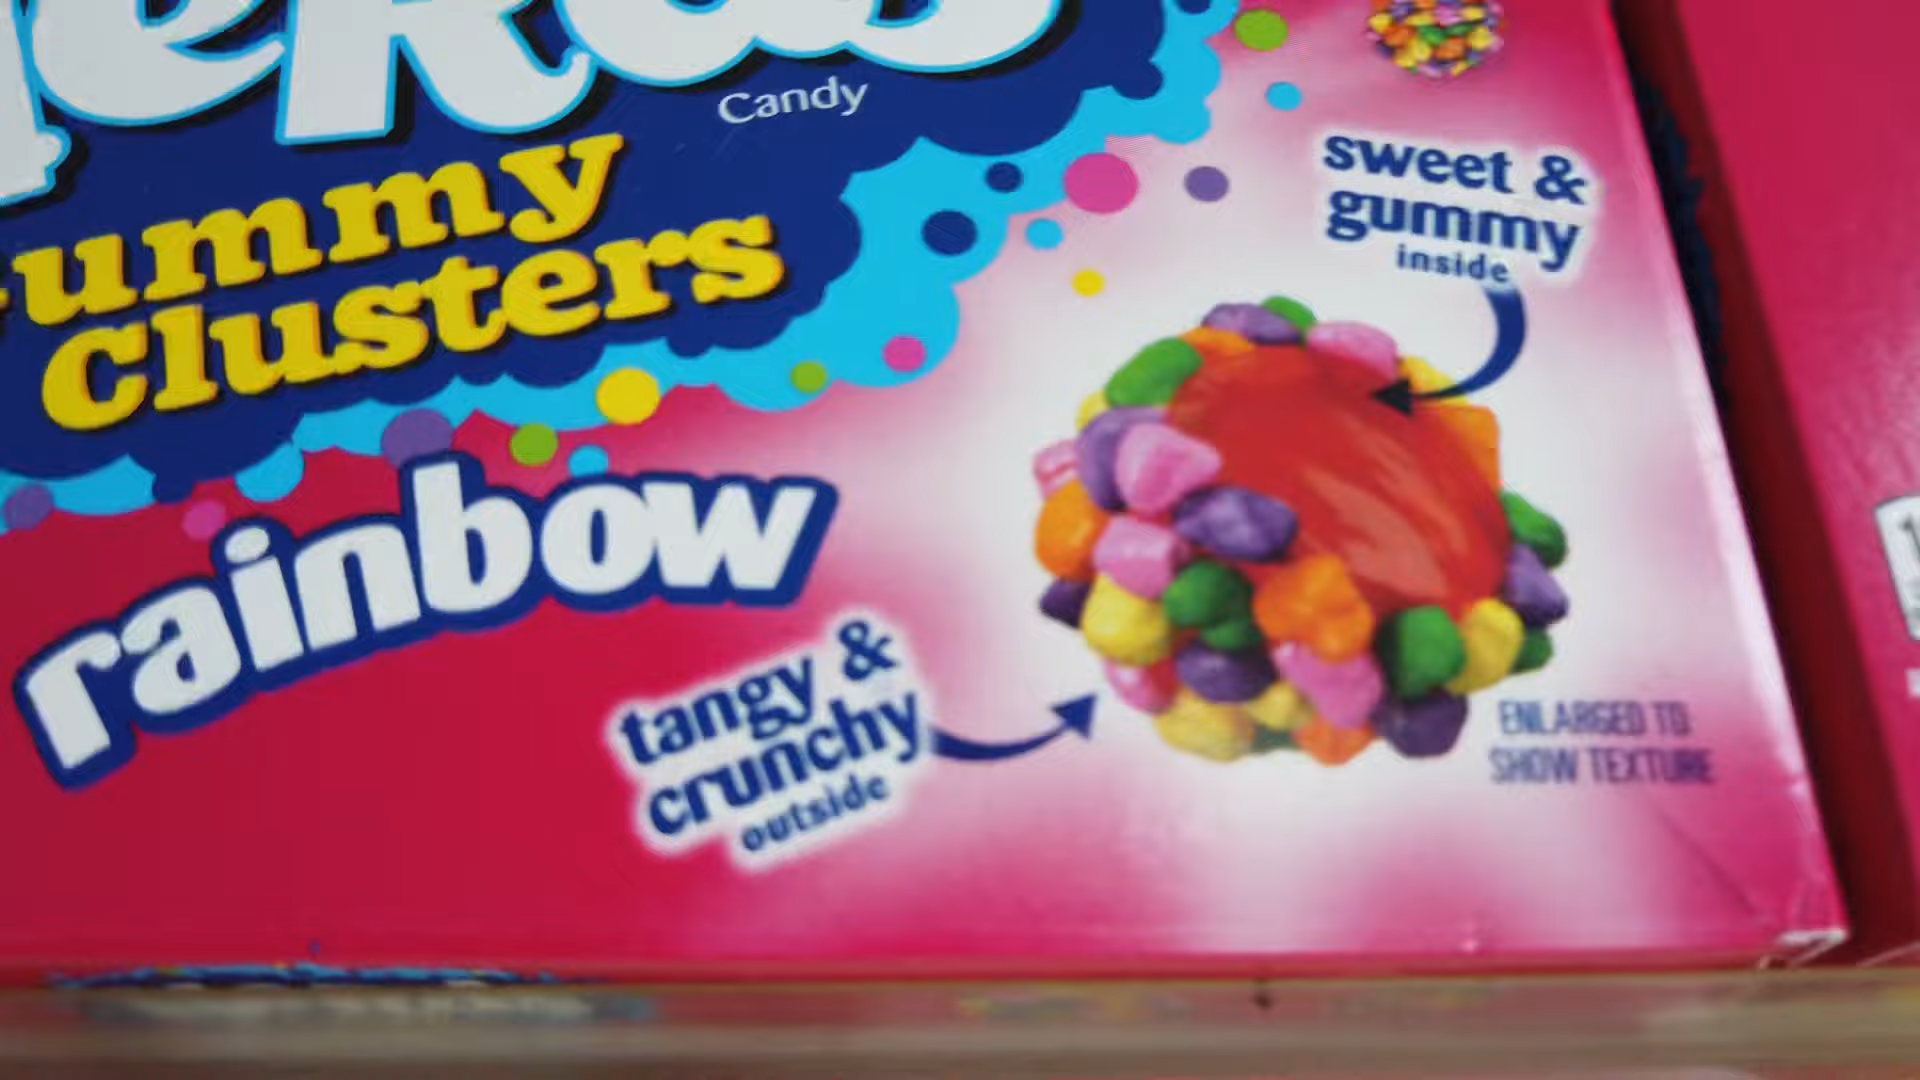 Candy
ummy
Clusters
rainbow
sweet &
gummy
inside
tangy &
crunchy
outside
ENLARGED TO
SHOW TEXTURE